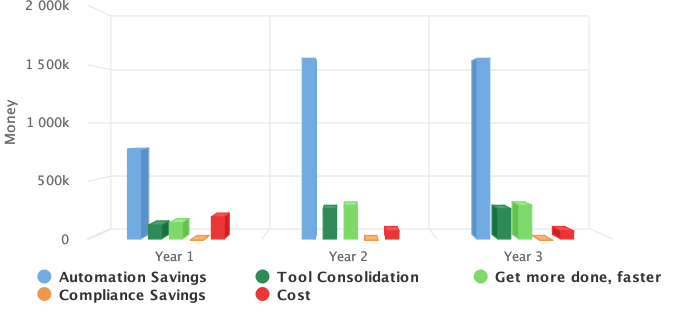 2 000k
1 500k
1 000k
500k
0
Money
Year 1
Year 2
Year 3
Automation Savings
Tool Consolidation
Get more done, faster
Compliance Savings
Cost